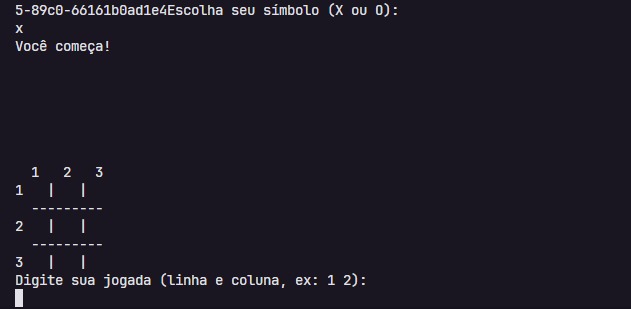 5-89c0-66161b0ad1e4Escolha seu símbolo (X ou O):
x
Você começa!
  1   2   3
1   |   |
  ---------
2   |   |
  ---------
3   |   |
Digite sua jogada (linha e coluna, ex: 1 2):